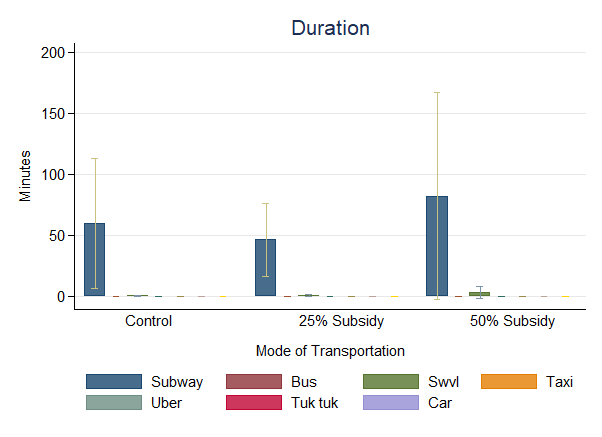 Duration
200
150
100
50
0
Minutes
Control 25% Subsidy 50% Subsidy
Mode of Transportation
Subway Bus Swvl Taxi
Uber Tuk tuk Car